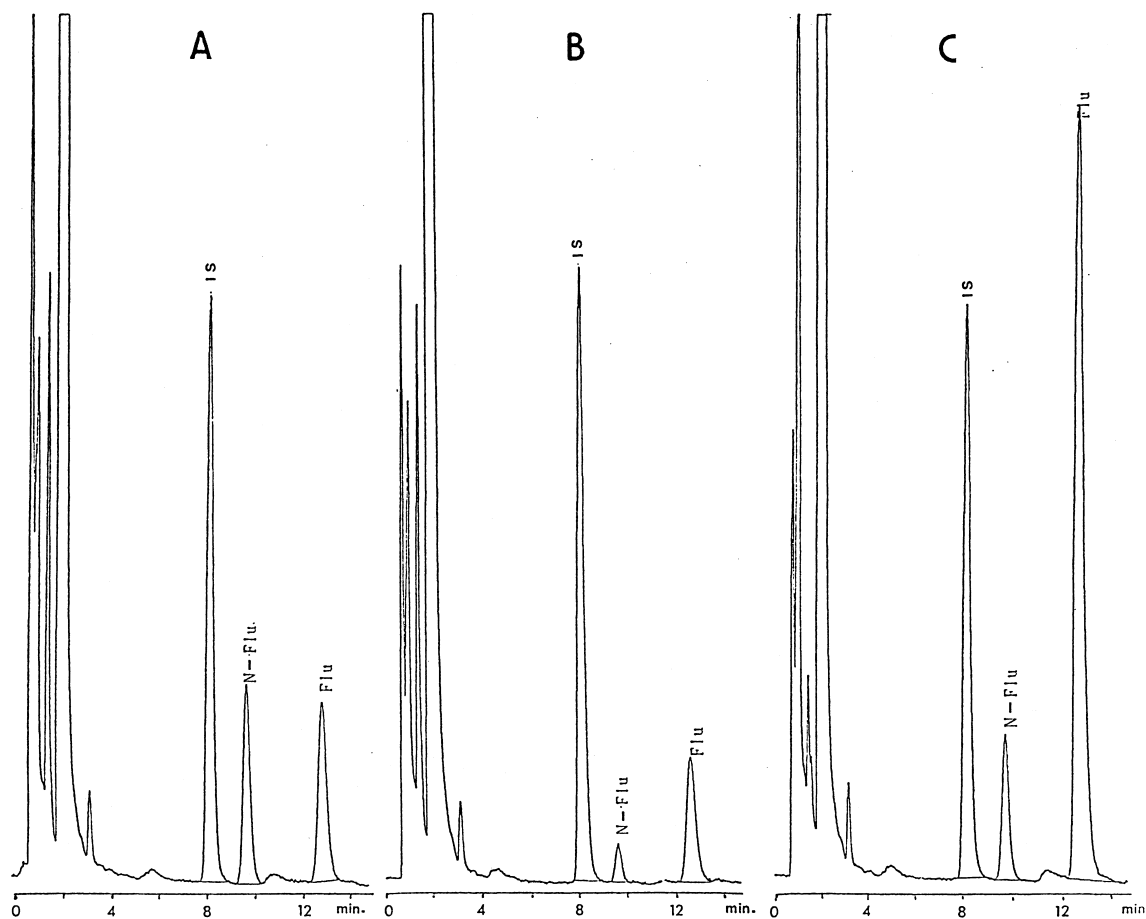 A
B
C
IS
N-Flu.
Flu
IS
N-Flu
Flu
IS
N-Flu
Flu
0 4 8 12 min.
0 4 8 12 min.
0 4 8 12 min